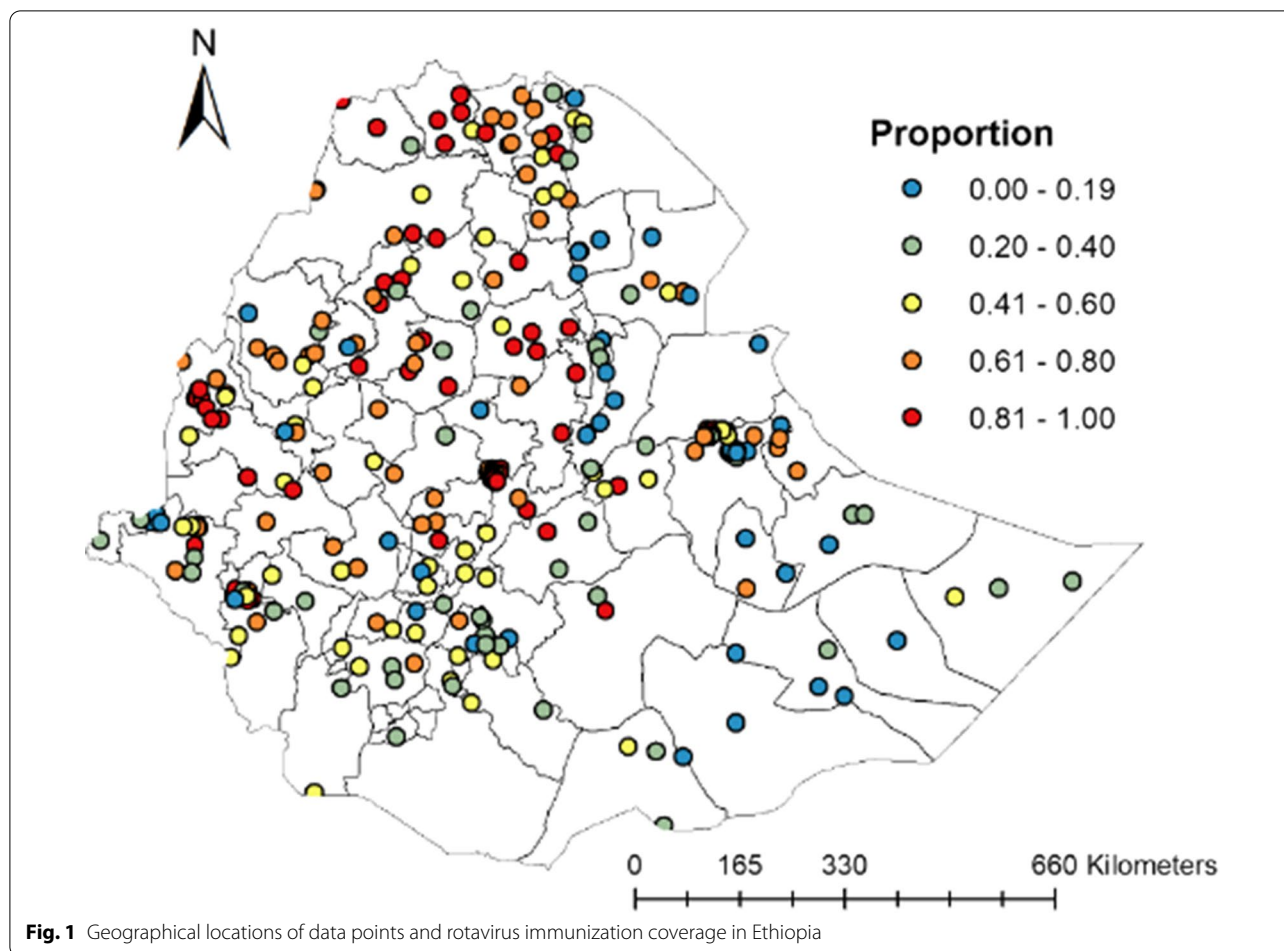 N
Proportion
0.00 - 0.19
0.20 - 0.40
0.41 - 0.60
0.61 - 0.80
0.81 - 1.00
0 165 330 660 Kilometers
Fig. 1 Geographical locations of data points and rotavirus immunization coverage in Ethiopia